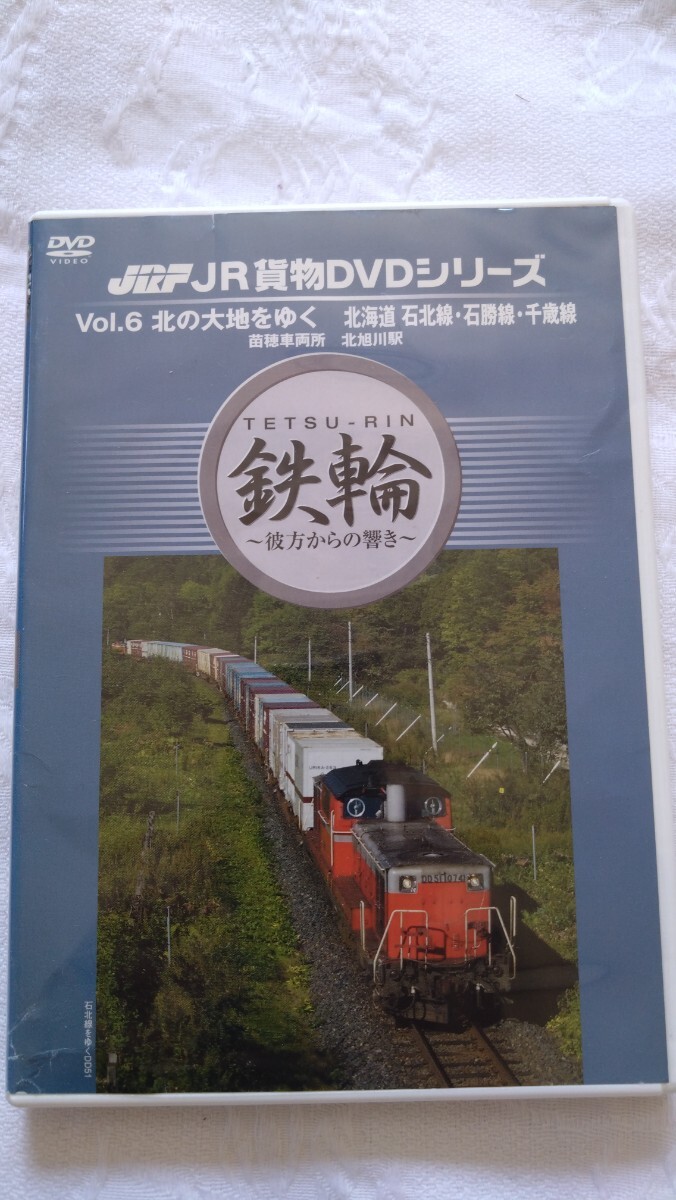 DVD
VIDEO
JRF JR貨物DVDシリーズ
Vol.6 北の大地をゆく 北海道 石北線・石勝線・千歳線
苗穂車両所 北旭川駅
TETSU-RIN
鉄輪
～彼方からの響き～
石北線をゆくDD51